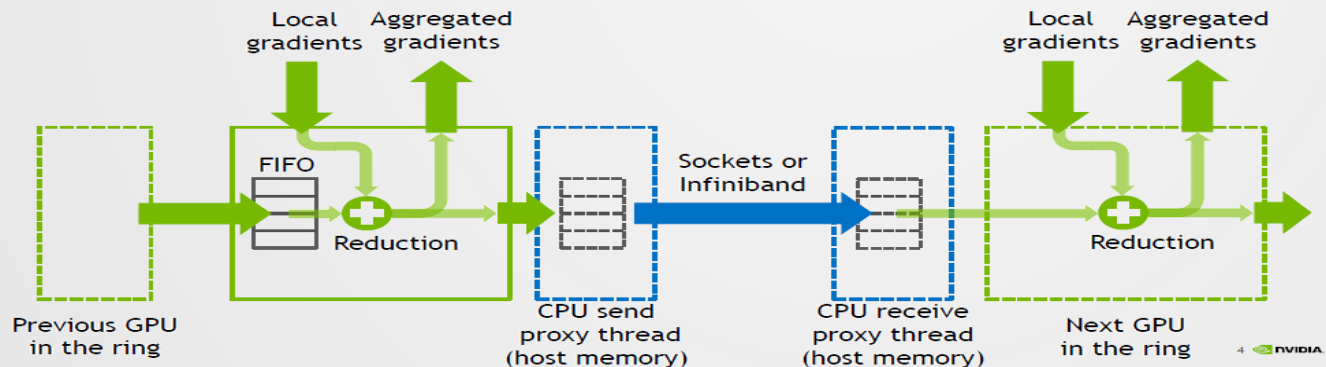 Local
gradients
Aggregated
gradients
Local
gradients
Aggregated
gradients
FIFO
Reduction
Sockets or
Infiniband
Reduction
Previous GPU
in the ring
CPU send
proxy thread
(host memory)
CPU receive
proxy thread
(host memory)
Next GPU
in the ring
4
NVIDIA.